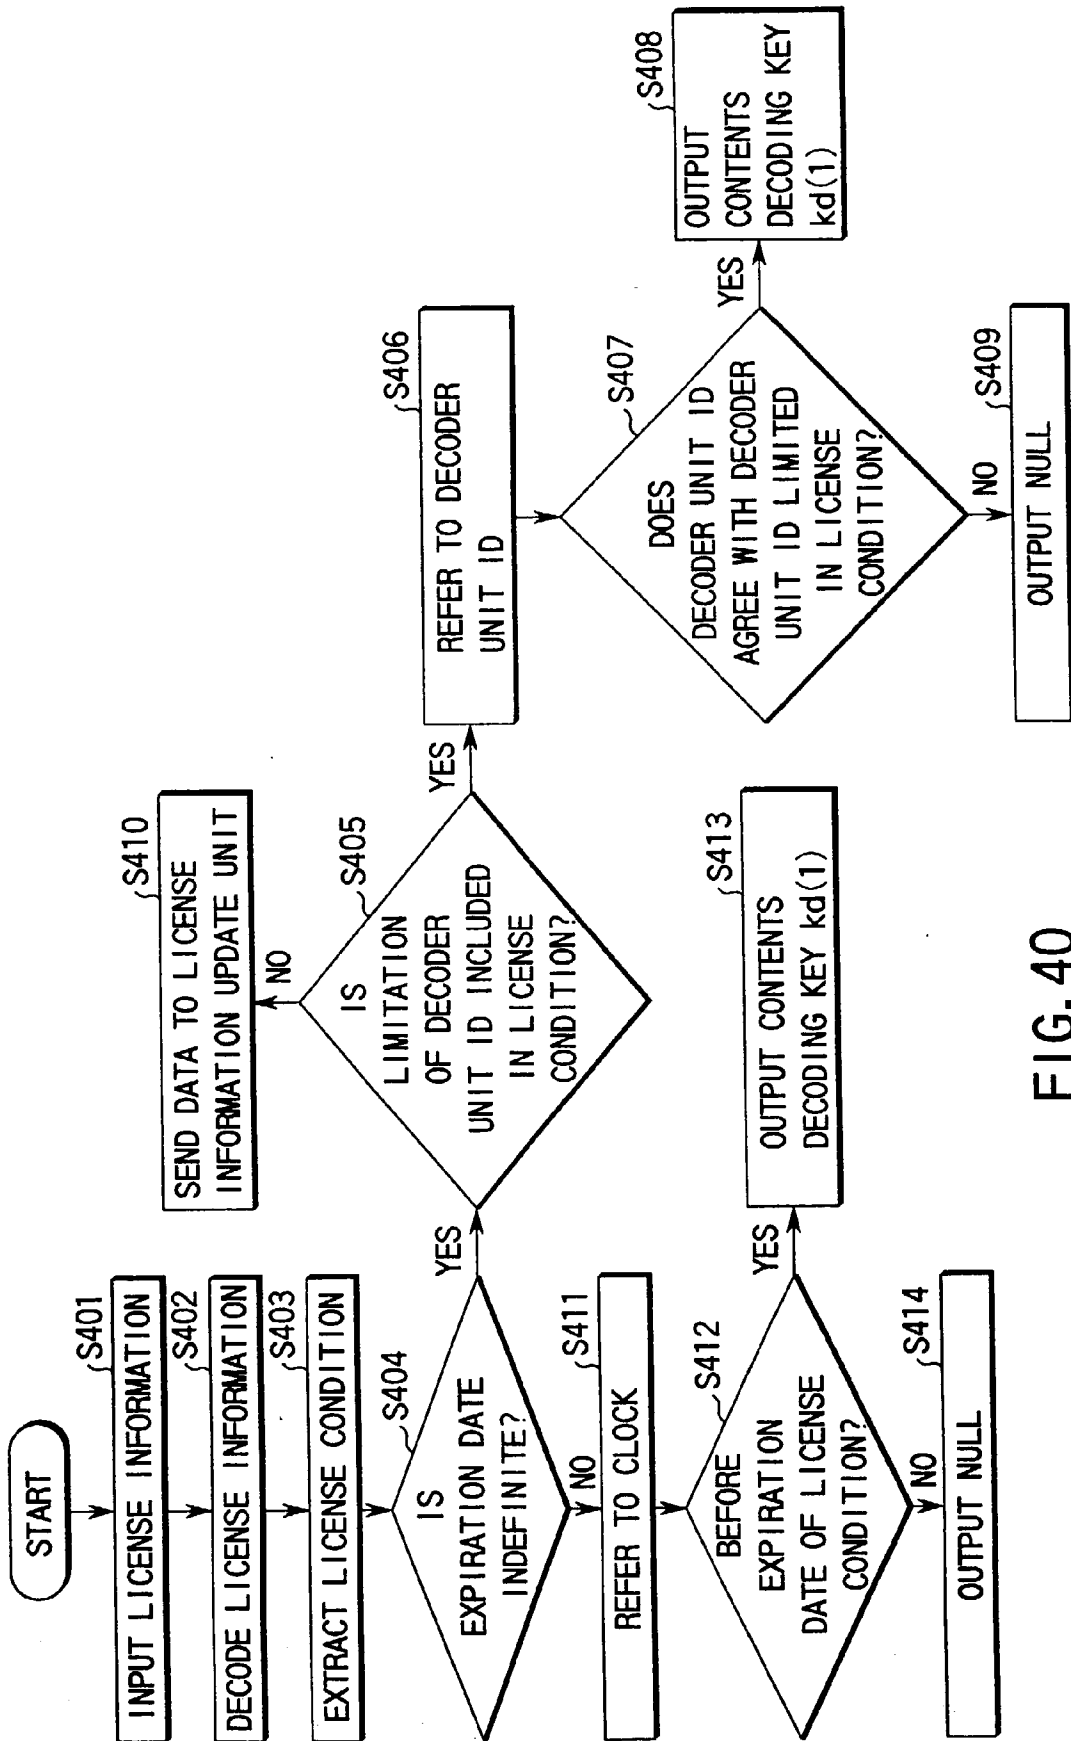 START
S401
INPUT LICENSE INFORMATION
S402
DECODE LICENSE INFORMATION
S403
EXTRACT LICENSE CONDITION
S404
IS
EXPIRATION DATE
INDEFINITE?
YES
NO
S405
IS
LIMITATION
OF DECODER
UNIT ID INCLUDED
IN LICENSE
CONDITION?
YES
NO
S410
SEND DATA TO LICENSE
INFORMATION UPDATE UNIT
S406
REFER TO DECODER
UNIT ID
S407
DOES
DECODER UNIT ID
AGREE WITH DECODER
UNIT ID LIMITED
IN LICENSE
CONDITION?
YES
NO
S408
OUTPUT
CONTENTS
DECODING KEY
kd(1)
S409
OUTPUT NULL
S411
REFER TO CLOCK
S412
BEFORE
EXPIRATION
DATE OF LICENSE
CONDITION?
YES
NO
S413
OUTPUT CONTENTS
DECODING KEY kd(1)
S414
OUTPUT NULL
FIG. 40